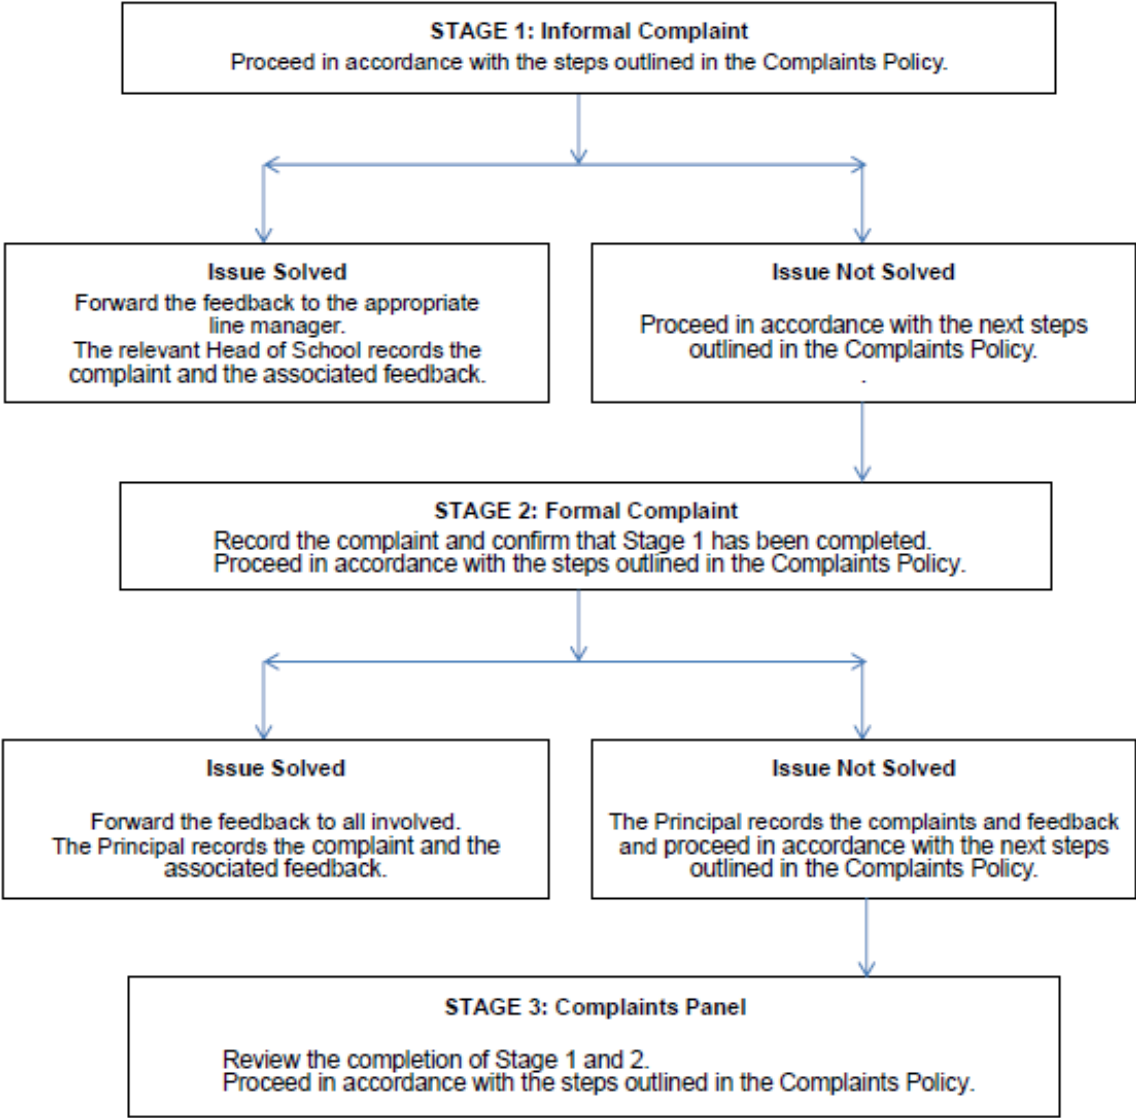 STAGE 1: Informal Complaint
Proceed in accordance with the steps outlined in the Complaints Policy.
Issue Solved
Forward the feedback to the appropriate
line manager.
The relevant Head of School records the
complaint and the associated feedback.
Issue Not Solved
Proceed in accordance with the next steps
outlined in the Complaints Policy.
.
STAGE 2: Formal Complaint
Record the complaint and confirm that Stage 1 has been completed.
Proceed in accordance with the steps outlined in the Complaints Policy.
Issue Solved
Forward the feedback to all involved.
The Principal records the complaint and the
associated feedback.
Issue Not Solved
The Principal records the complaints and feedback
and proceed in accordance with the next steps
outlined in the Complaints Policy.
STAGE 3: Complaints Panel
Review the completion of Stage 1 and 2.
Proceed in accordance with the steps outlined in the Complaints Policy.